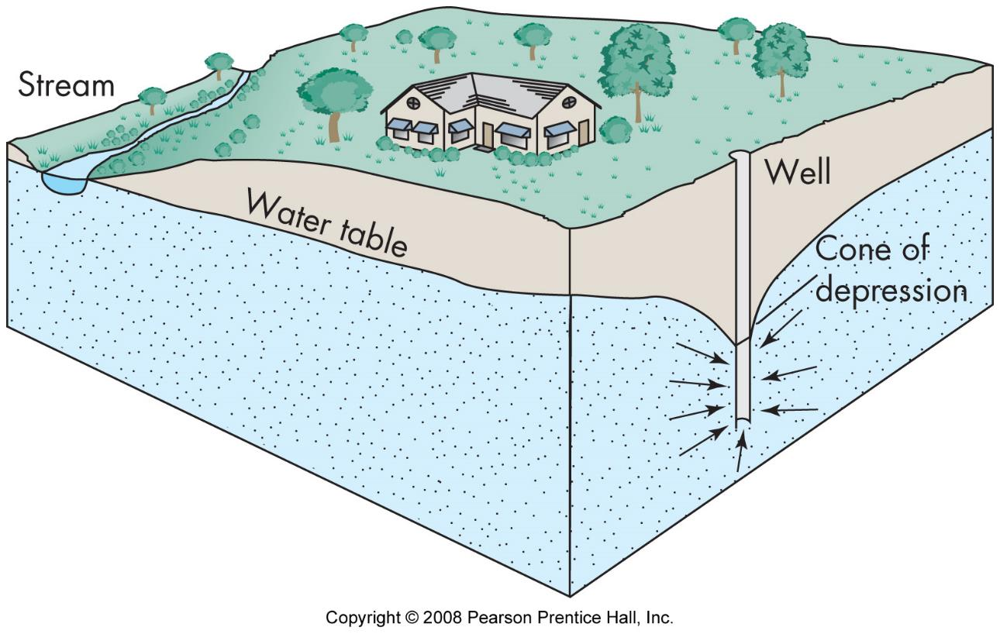 Stream
Well
Water table
Cone of
depression
Copyright © 2008 Pearson Prentice Hall, Inc.